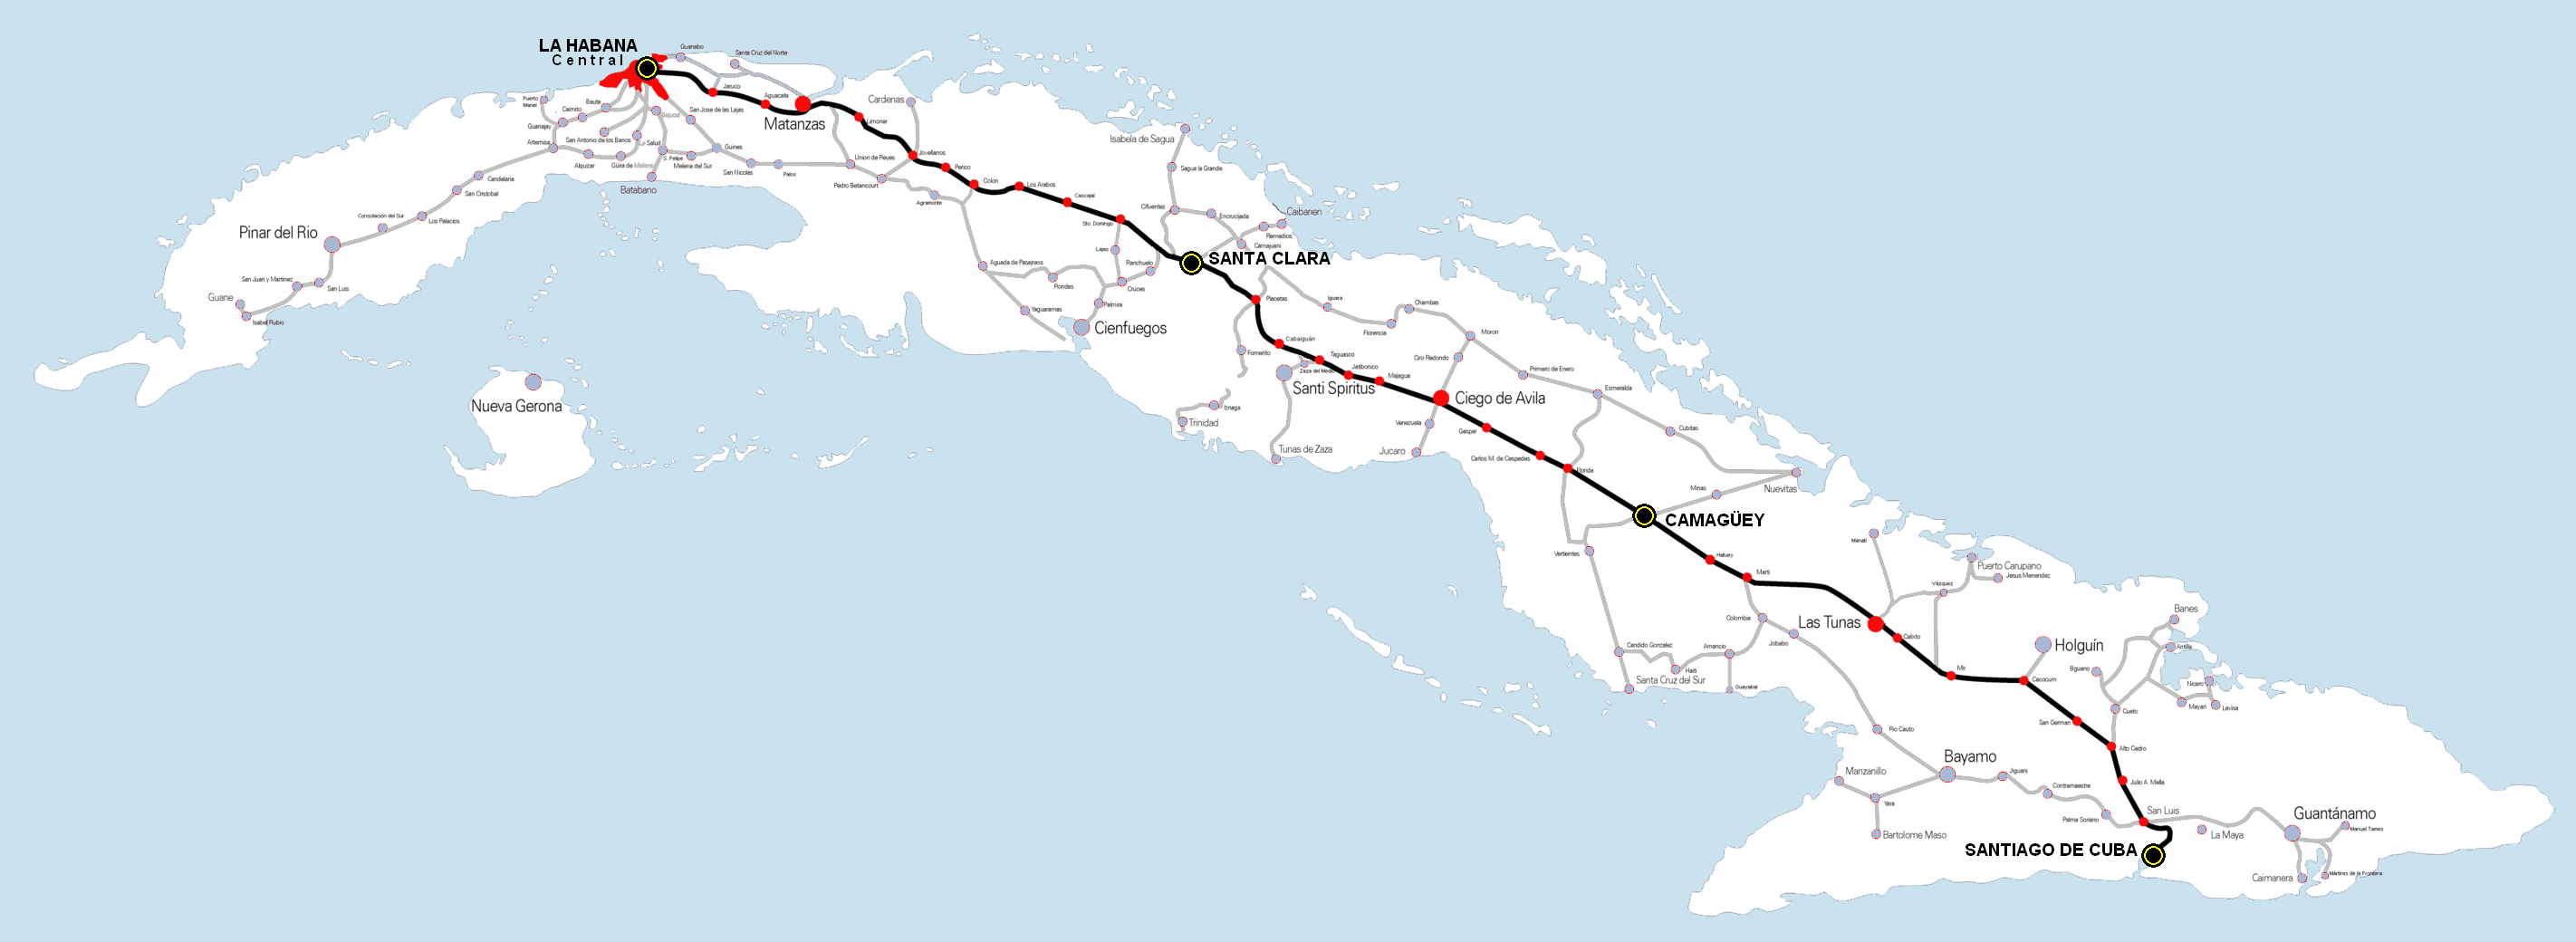 LA HABANA
Central
Guanabo
Santa Cruz del Norte
Jaruco
Aguacate
Matanzas
Limonar
Cardenas
Puerto
Mariel
Bauta
Caimito
Guanajay
San Antonio de los Banos
Bejucal
San Jose de las Lajas
La Salud
Artemisa
Alquizar
Güira de Melena
S. Felipe
Melena del Sur
Guines
San Nicolas
Palos
Batabano
Union de Reyes
Pedro Betancourt
Jovellanos
Perico
Colon
Los Arabos
Agramonte
Cascajal
Sto. Domingo
Candelaria
San Cristobal
Los Palacios
Consolación del Sur
Pinar del Rio
San Juan y Martinez
San Luis
Guane
Isabel Rubio
Nueva Gerona
Isabela de Sagua
Sagua la Grande
Cifuentes
Encrucijada
Caibarien
Remedios
Camajuani
Lajas
Ranchuelo
Cruces
SANTA CLARA
Aguada de Pasajeros
Rondas
Palmira
Yaguaramas
Cienfuegos
Placetas
Iguara
Chambas
Florencia
Moron
Fomento
Cabaiguán
Taguasco
Zaza del Medio
Jatibonico
Majagua
Santi Spiritus
Trinidad
Iznaga
Tunas de Zaza
Ciego de Avila
Gro Redondo
Primero de Enero
Esmeralda
Venezuela
Jucaro
Gaspar
Carlos M. de Cespedes
Florida
Cubitas
Minas
Nuevitas
CAMAGÜEY
Vertientes
Hatuey
Marti
Manati
Puerto Carupano
Jesus Menendez
Vázquez
Colombia
Jobabo
Las Tunas
Calixto
Candido Gonzalez
Haiti
Amancio
Santa Cruz del Sur
Guayabal
Mir
Holguín
Cacocum
Banes
Antilla
Bguano
Nicaro
Mayari
Levisa
Cueto
San German
Alto Cedro
Rio Cauto
Bayamo
Jiguani
Contramaestre
Julio A. Mella
Manzanillo
Yara
Bartolome Maso
Palma Soriano
San Luis
La Maya
Guantánamo
Manuel Tames
SANTIAGO DE CUBA
Caimanera
Mártires de la Frontera